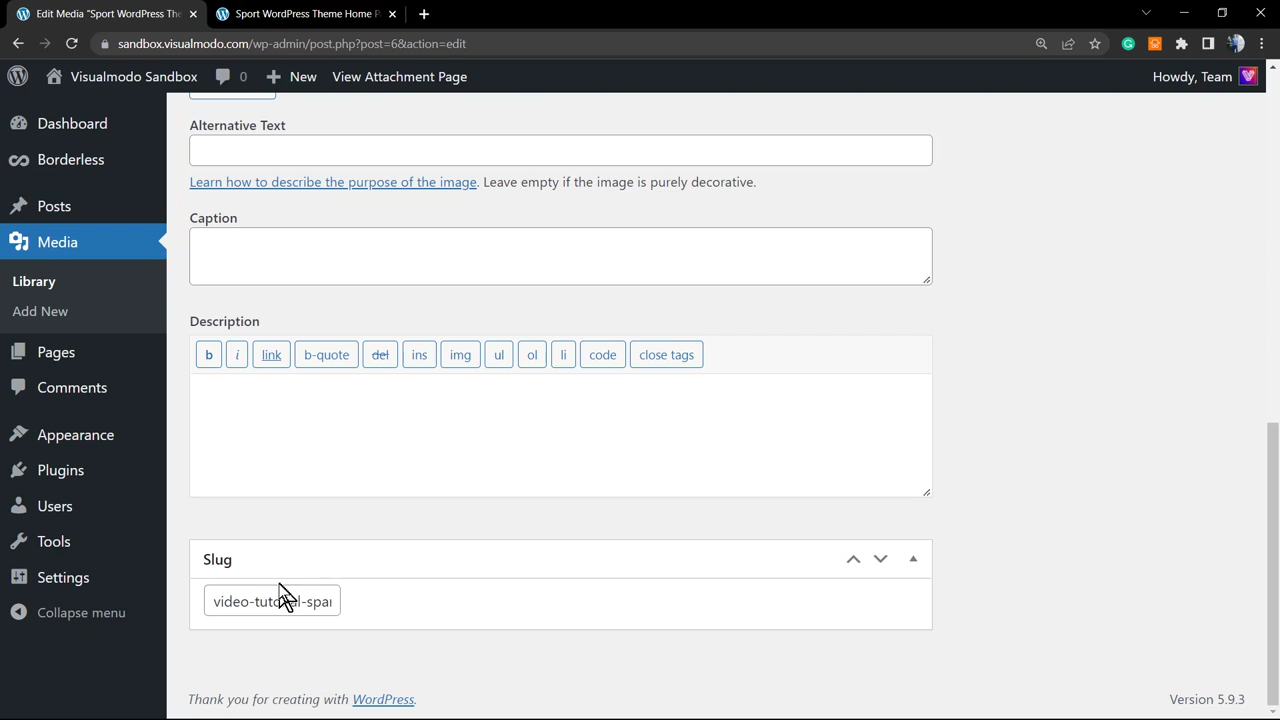 Edit Media "Sport WordPress The
Sport WordPress Theme Home P
sandbox.visualmodo.com/wp-admin/post.php?post=6&action=edit
Visualmodo Sandbox
0
New
View Attachment Page
Howdy, Team
Dashboard
Borderless
Posts
Media
Library
Add New
Pages
Comments
Appearance
Plugins
Users
Tools
Settings
Collapse menu
Alternative Text
Learn how to describe the purpose of the image. Leave empty if the image is purely decorative.
Caption
Description
b i link b-quote del ins img ul ol li code close tags
Slug
Thank you for creating with WordPress.
Version 5.9.3